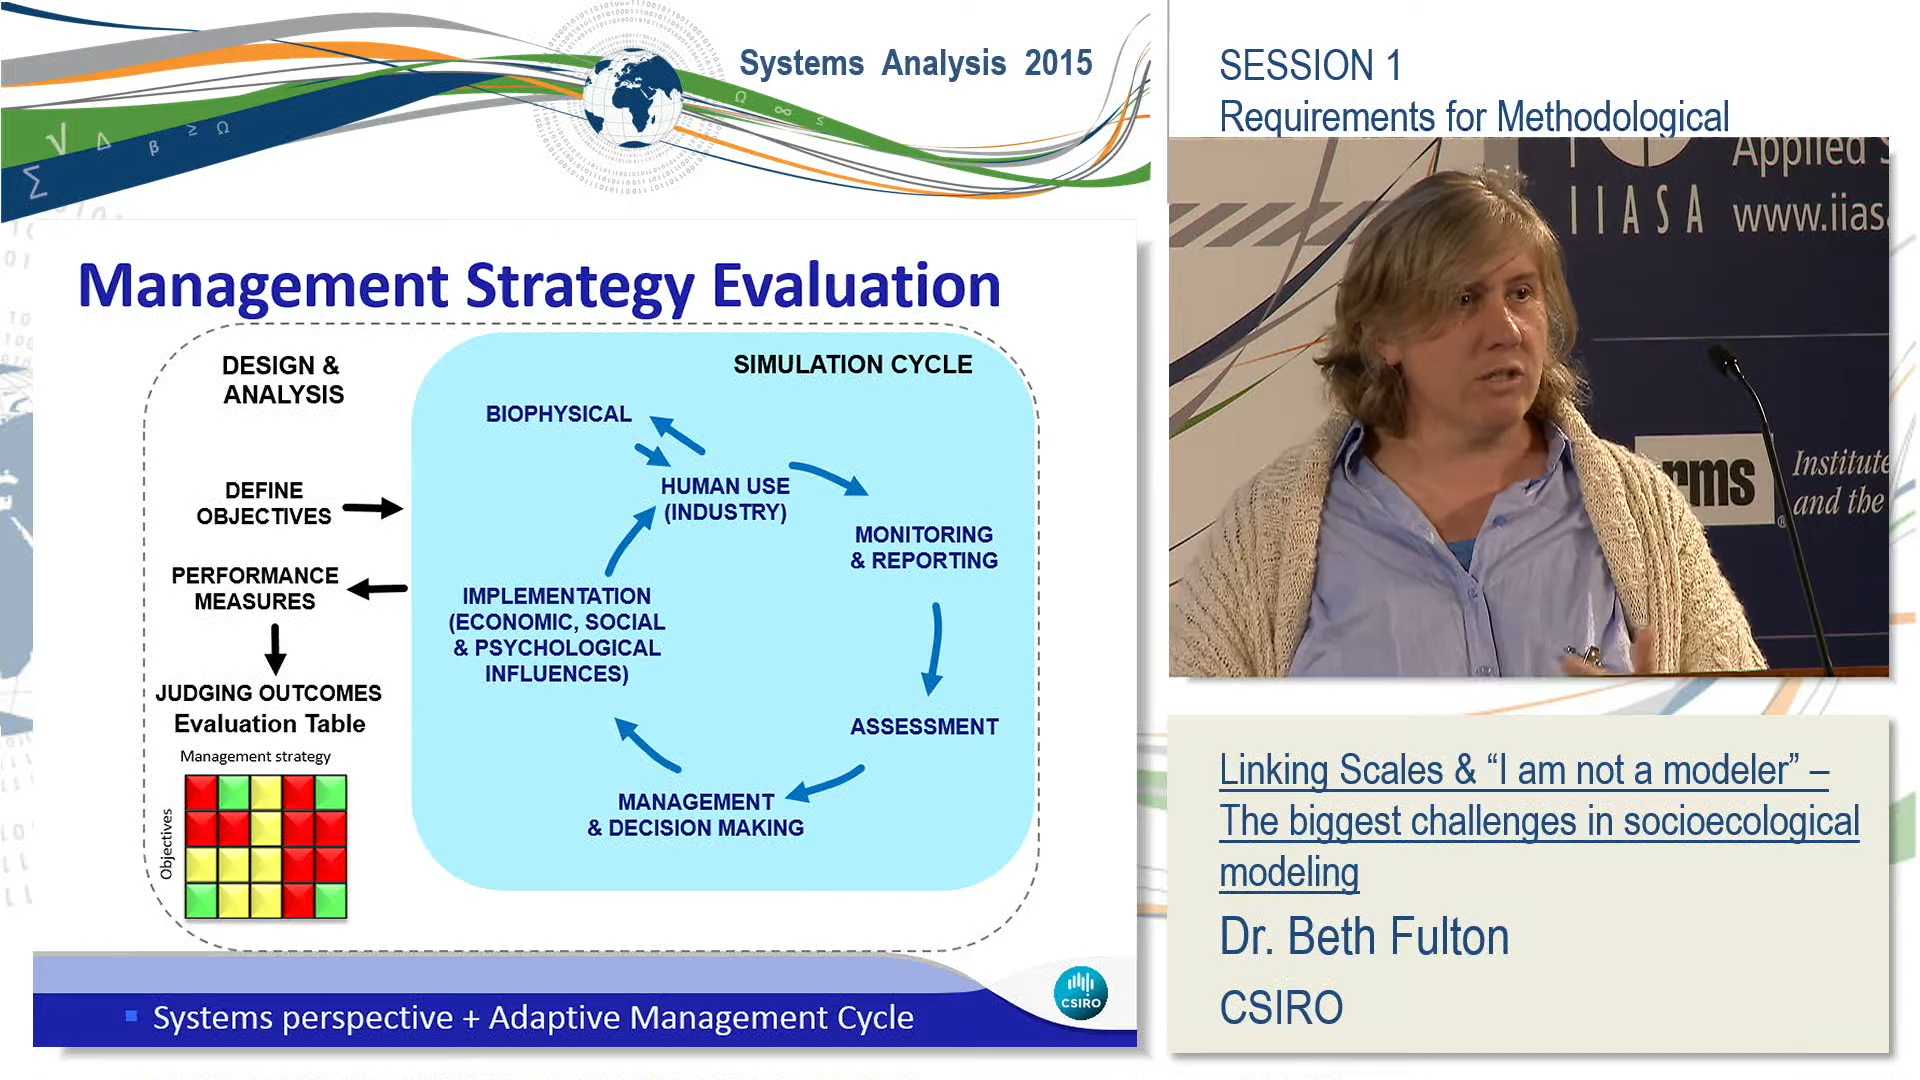 Systems Analysis 2015
SESSION 1
Requirements for Methodological
Applied S
IIASA
www.iias
rms
®
Institute
and the
Management Strategy Evaluation
DESIGN &
ANALYSIS
SIMULATION CYCLE
BIOPHYSICAL
HUMAN USE
(INDUSTRY)
DEFINE
OBJECTIVES
MONITORING
& REPORTING
PERFORMANCE
MEASURES
IMPLEMENTATION
(ECONOMIC, SOCIAL
& PSYCHOLOGICAL
INFLUENCES)
JUDGING OUTCOMES
Evaluation Table
ASSESSMENT
Management strategy
Objectives
MANAGEMENT
& DECISION MAKING
Systems perspective + Adaptive Management Cycle
CSIRO
Linking Scales & “I am not a modeler” –
The biggest challenges in socioecological
modeling
Dr. Beth Fulton
CSIRO